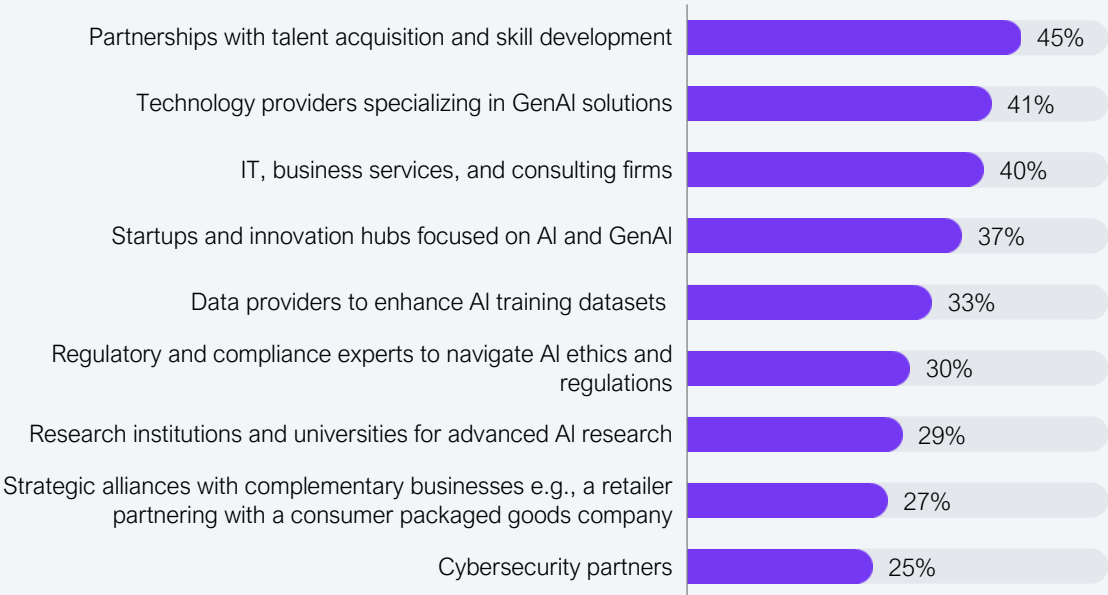 Partnerships with talent acquisition and skill development
45%
Technology providers specializing in GenAI solutions
41%
IT, business services, and consulting firms
40%
Startups and innovation hubs focused on AI and GenAI
37%
Data providers to enhance AI training datasets
33%
Regulatory and compliance experts to navigate AI ethics and
regulations
30%
Research institutions and universities for advanced AI research
29%
Strategic alliances with complementary businesses e.g., a retailer
partnering with a consumer packaged goods company
27%
Cybersecurity partners
25%